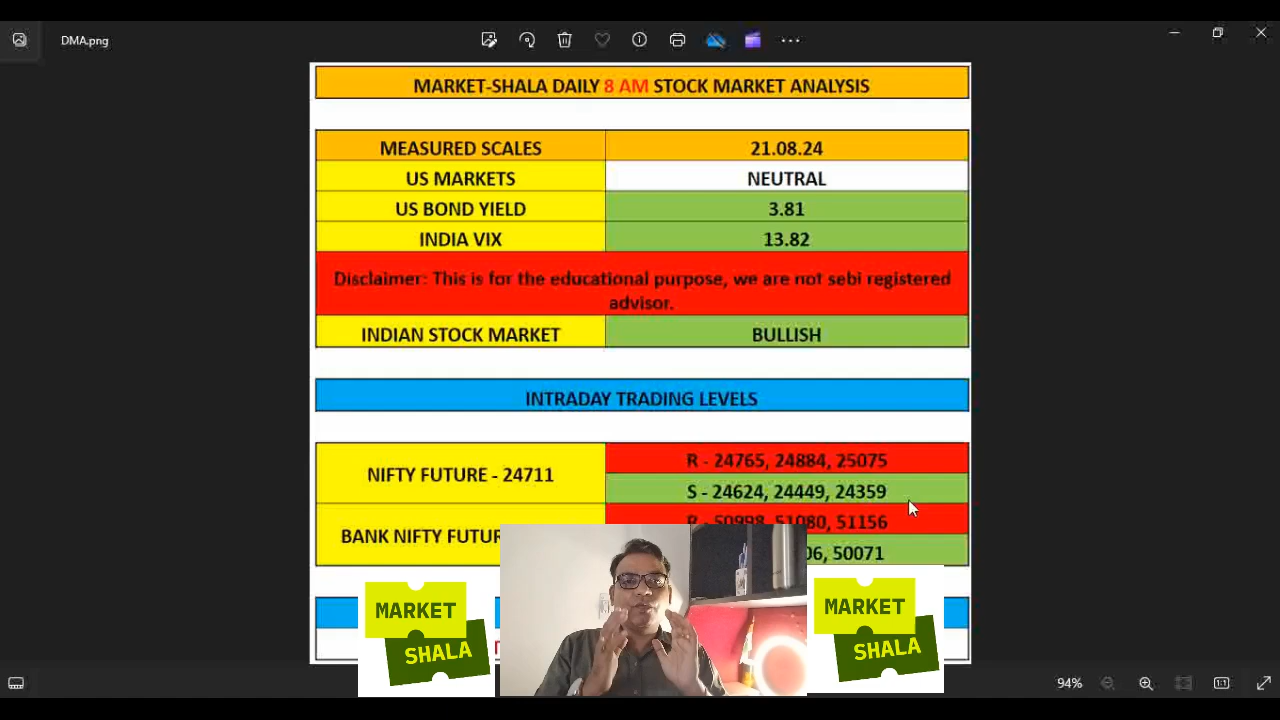 DMA.png
MARKET-SHALA DAILY 8 AM STOCK MARKET ANALYSIS
MEASURED SCALES 21.08.24
US MARKETS NEUTRAL
US BOND YIELD 3.81
INDIA VIX 13.82
Disclaimer: This is for the educational purpose, we are not sebi registered
advisor.
INDIAN STOCK MARKET BULLISH
INTRADAY TRADING LEVELS
NIFTY FUTURE - 24711
R - 24765, 24884, 25075
S - 24624, 24449, 24359
BANK NIFTY
R - 50998, 51080, 51156
50071
MARKET
SHALA
MARKET
SHALA
94%